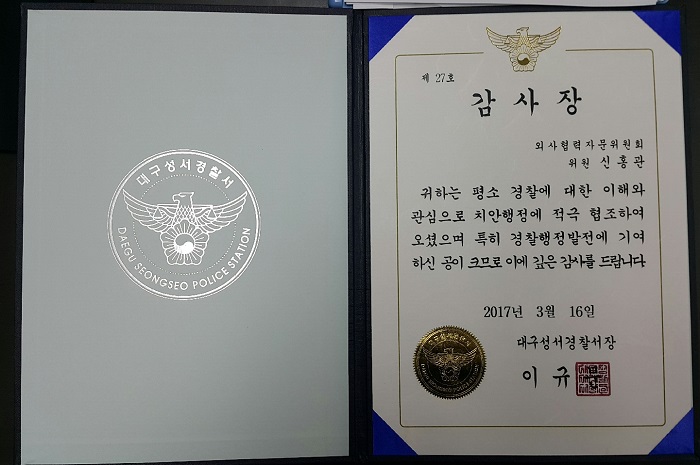 대구성서경찰서
DAEGU SEONGSEO POLICE STATION
제 27호
감 사 장
외사협력자문위원회
위원 신 홍 관
귀하는 평소 경찰에 대한 이해와
관심으로 치안행정에 적극 협조하여
오셨으며 특히 경찰행정발전에 기여
하신 공이 크므로 이에 깊은 감사를 드립니다
2017년 3월 16일
대구성서경찰서장
이 규